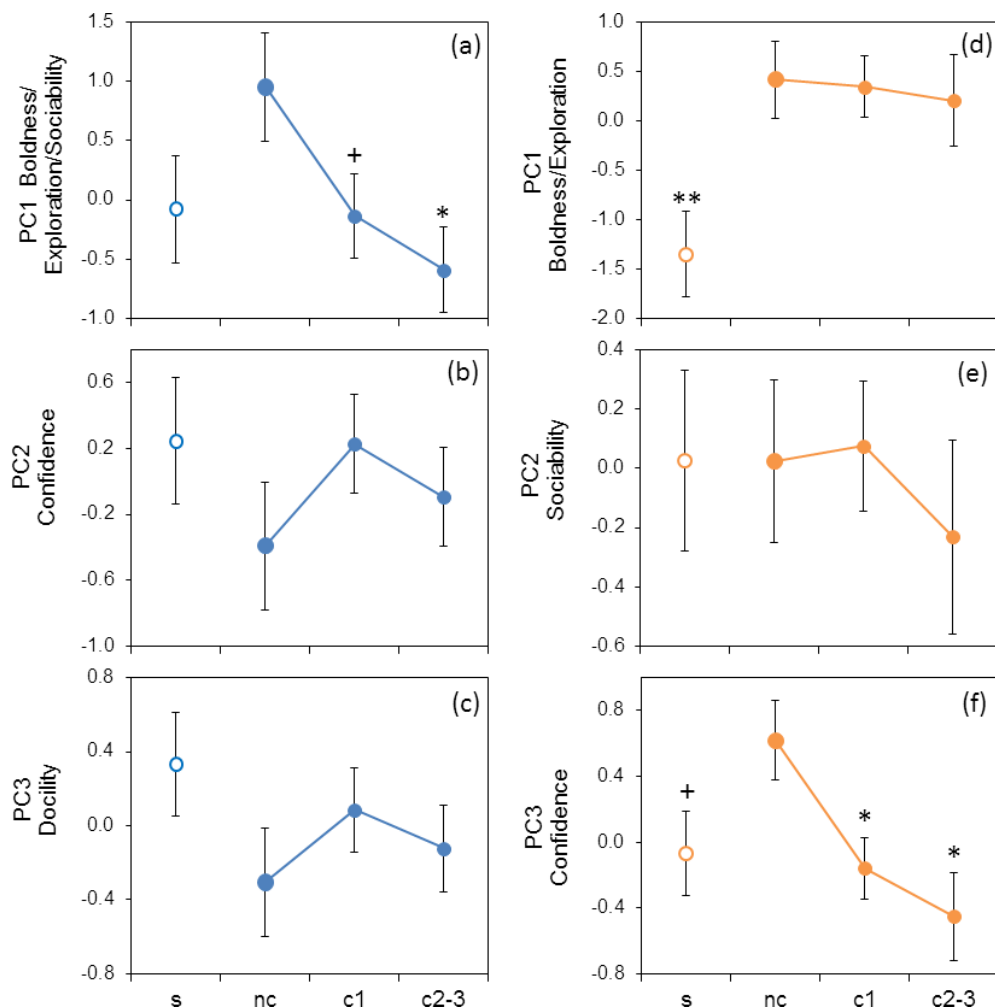 (a)
PC1 Boldness/
Exploration/Sociability
1.5
1.0
0.5
0.0
-0.5
-1.0
+
*
(b)
PC2
Confidence
0.6
0.2
-0.2
-0.6
-1.0
(c)
PC3
Docility
0.8
0.4
0.0
-0.4
-0.8
s nc c1 c2-3
(d)
PC1
Boldness/Exploration
1.0
0.5
0.0
-0.5
-1.0
-1.5
-2.0
**
(e)
PC2
Sociability
0.4
0.2
0.0
-0.2
-0.4
-0.6
(f)
PC3
Confidence
0.8
0.4
0.0
-0.4
-0.8
+
*
*
s nc c1 c2-3